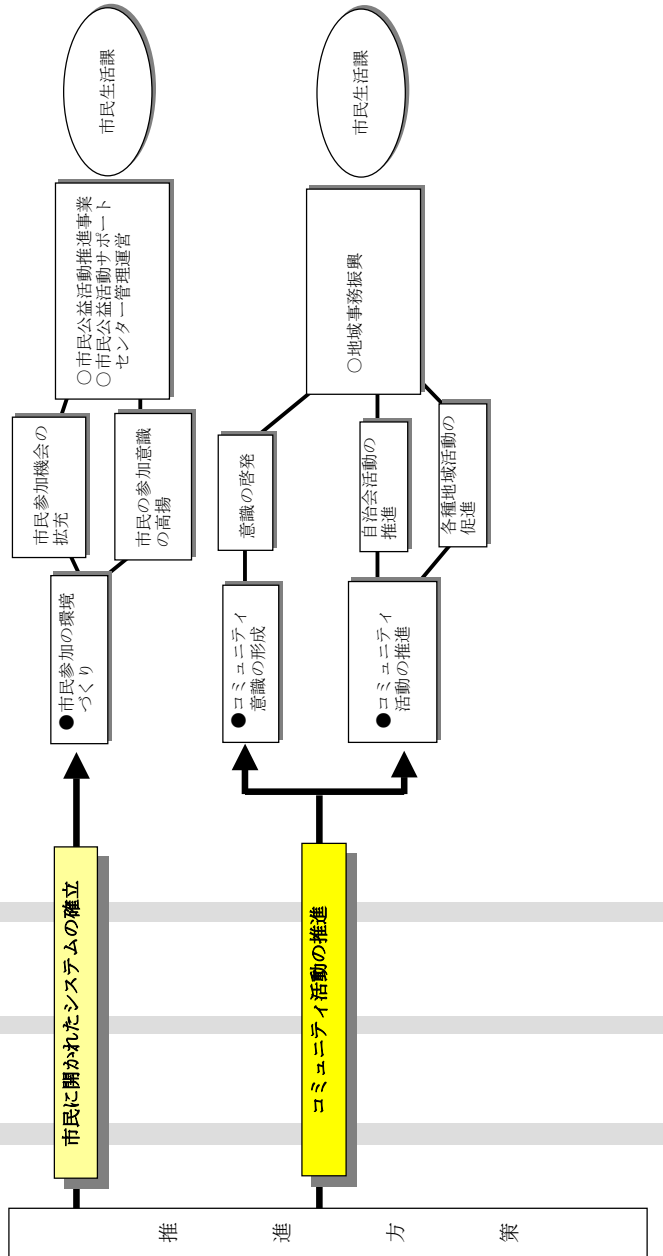 推進方策
市民に開かれたシステムの確立
●市民参加の環境
づくり
市民参加機会の
拡充
市民の参加意識
の高揚
○市民公益活動推進事業
○市民公益活動サポート
センター管理運営
市民生活課
コミュニティ活動の推進
●コミュニティ
意識の形成
意識の啓発
●コミュニティ
活動の推進
自治会活動の
推進
各種地域活動の
促進
○地域事務振興
市民生活課